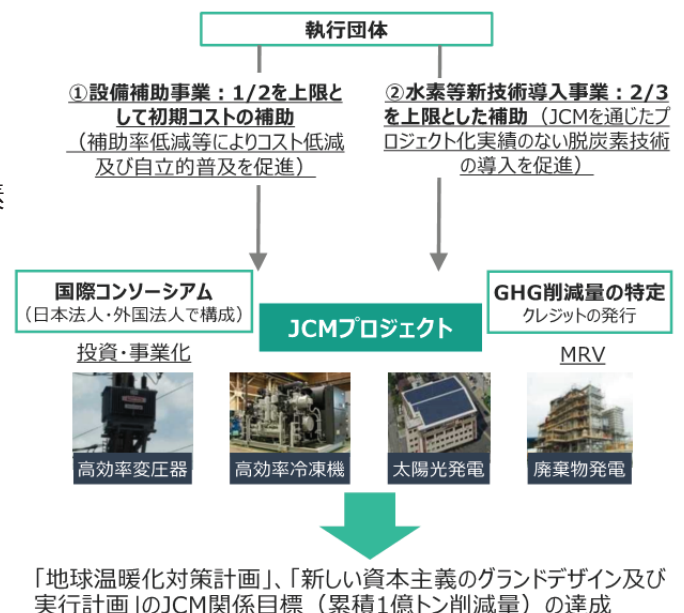 執行団体
①設備補助事業：1/2を上限と
して初期コストの補助
（補助率低減等によりコスト低減
及び自立的普及を促進）
②水素等新技術導入事業：2/3
を上限とした補助（JCMを通じたプ
ロジェクト化実績のない脱炭素技術
の導入を促進）
国際コンソーシアム
（日本法人・外国法人で構成）
投資・事業化
JCMプロジェクト
GHG削減量の特定
クレジットの発行
MRV
高効率変圧器
高効率冷凍機
太陽光発電
廃棄物発電
「地球温暖化対策計画」、「新しい資本主義のグランドデザイン及び
実行計画」のJCM関係目標（累積1億トン削減量）の達成